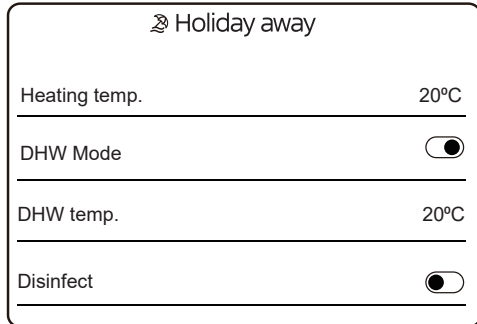 Holiday away
Heating temp. 20ºC
DHW Mode
DHW temp. 20ºC
Disinfect